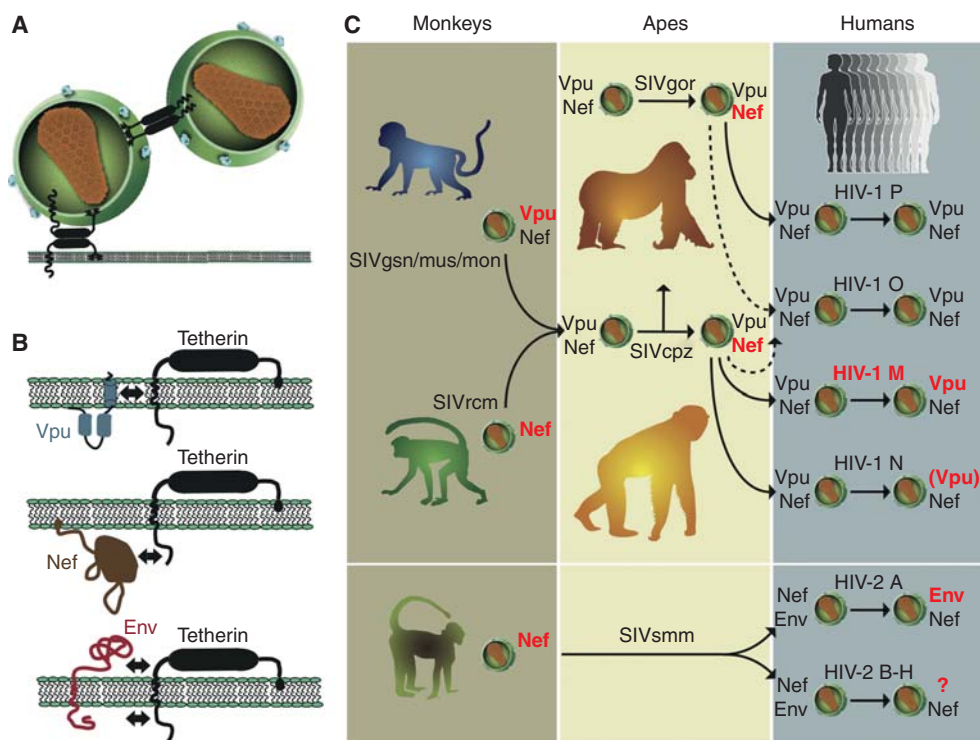 A
B
Tetherin
Vpu
Tetherin
Nef
Env
Tetherin
C
Monkeys
Apes
Humans
Vpu
Nef
SIVgor
Vpu
Nef
Vpu
Nef
SIVgsn/mus/mon
HIV-1 P
Vpu
Nef
Vpu
Nef
HIV-1 O
Vpu
Nef
Vpu
Nef
Vpu
Nef
SIVcpz
Vpu
Nef
SIVrcm
Nef
HIV-1 M
Vpu
Nef
Vpu
Nef
HIV-1 N
Vpu
Nef
(Vpu)
Nef
Nef
SIVsmm
HIV-2 A
Nef
Env
Env
Nef
HIV-2 B-H
Nef
Env
?
Nef